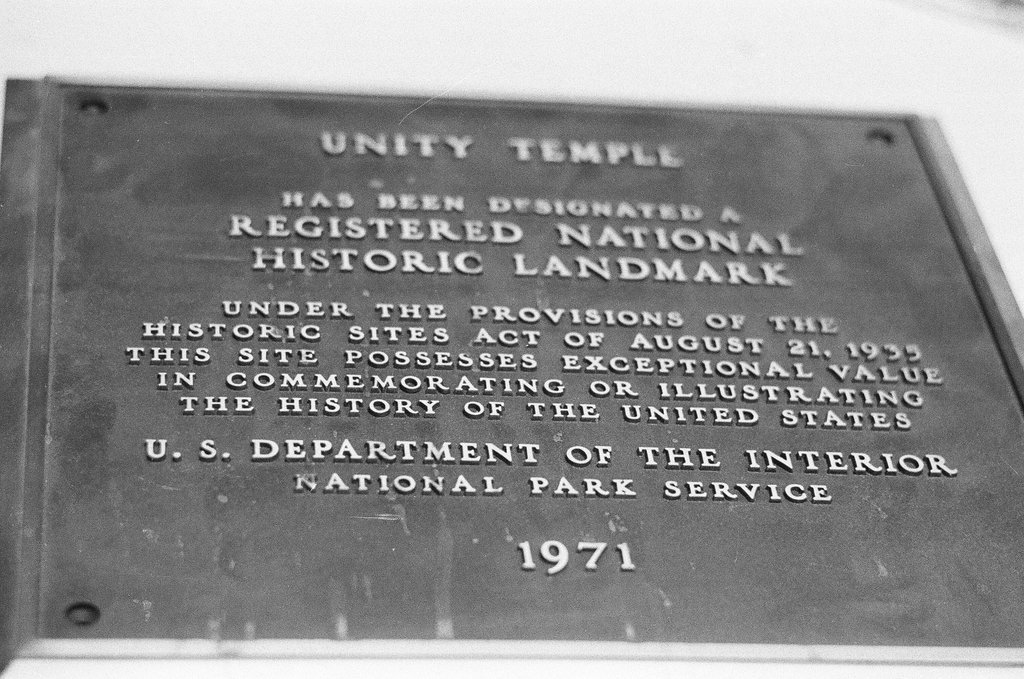 UNITY TEMPLE
HAS BEEN DESIGNATED A
REGISTERED NATIONAL
HISTORIC LANDMARK
UNDER THE PROVISIONS OF THE
HISTORIC SITES ACT OF AUGUST 21, 1935
THIS SITE POSSESSES EXCEPTIONAL VALUE
IN COMMEMORATING OR ILLUSTRATING
THE HISTORY OF THE UNITED STATES
U. S. DEPARTMENT OF THE INTERIOR
NATIONAL PARK SERVICE
1971